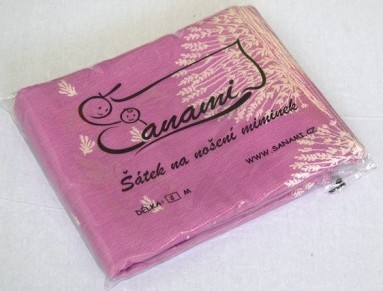 Sanami
Šátek na nošení miminek
WWW.SANAMI.CZ
DÉLKA: M